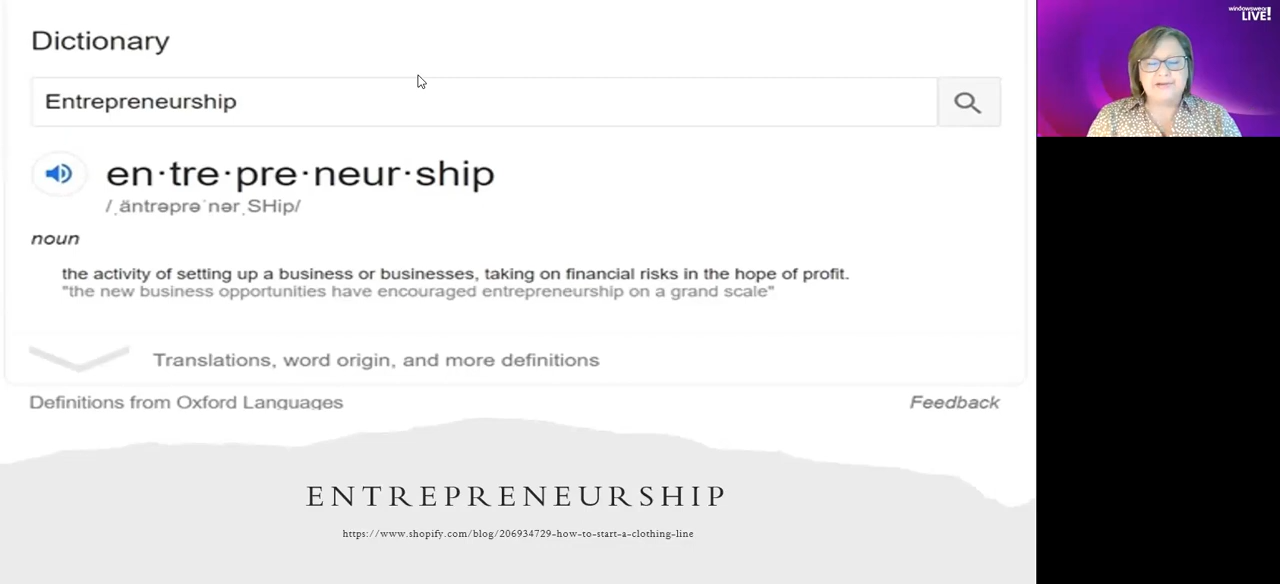 Dictionary
Entrepreneurship
en·tre·pre·neur·ship
/ˌäntrəprəˈnərˌSHip/
noun
the activity of setting up a business or businesses, taking on financial risks in the hope of profit.
"the new business opportunities have encouraged entrepreneurship on a grand scale"
Translations, word origin, and more definitions
Definitions from Oxford Languages
Feedback
ENTREPRENEURSHIP
https://www.shopify.com/blog/206934729-how-to-start-a-clothing-line
windowswear
LIVE!